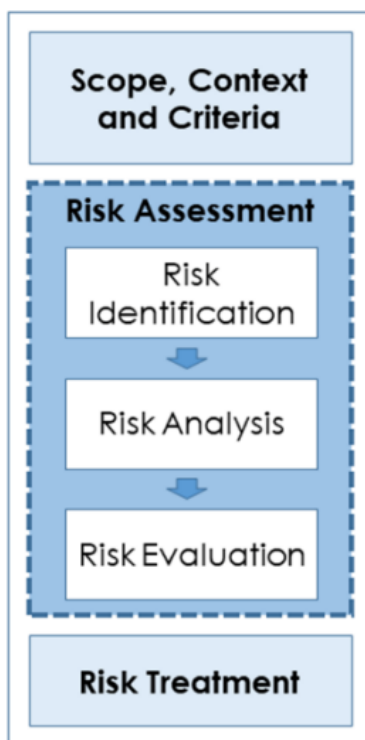 Scope, Context
and Criteria
Risk Assessment
Risk
Identification
Risk Analysis
Risk Evaluation
Risk Treatment